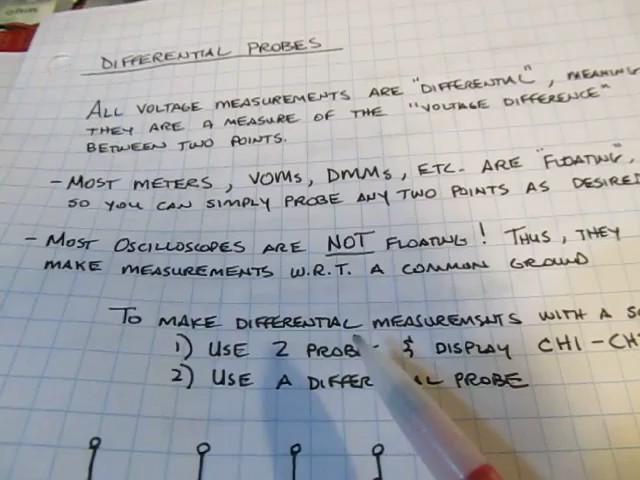 DIFFERENTIAL PROBES
ALL VOLTAGE MEASUREMENTS ARE "DIFFERENTIAL", MEANING
THEY ARE A MEASURE OF THE "VOLTAGE DIFFERENCE"
BETWEEN TWO POINTS.
- MOST METERS, VOMS, DMMS, ETC. ARE "FLOATING",
SO YOU CAN SIMPLY PROBE ANY TWO POINTS AS DESIRED
- MOST OSCILLOSCOPES ARE NOT FLOATING! THUS, THEY
MAKE MEASUREMENTS W.R.T. A COMMON GROUND
TO MAKE DIFFERENTIAL MEASUREMENTS WITH A
1) USE 2 & DISPLAY CH1-
2) USE A PROBE